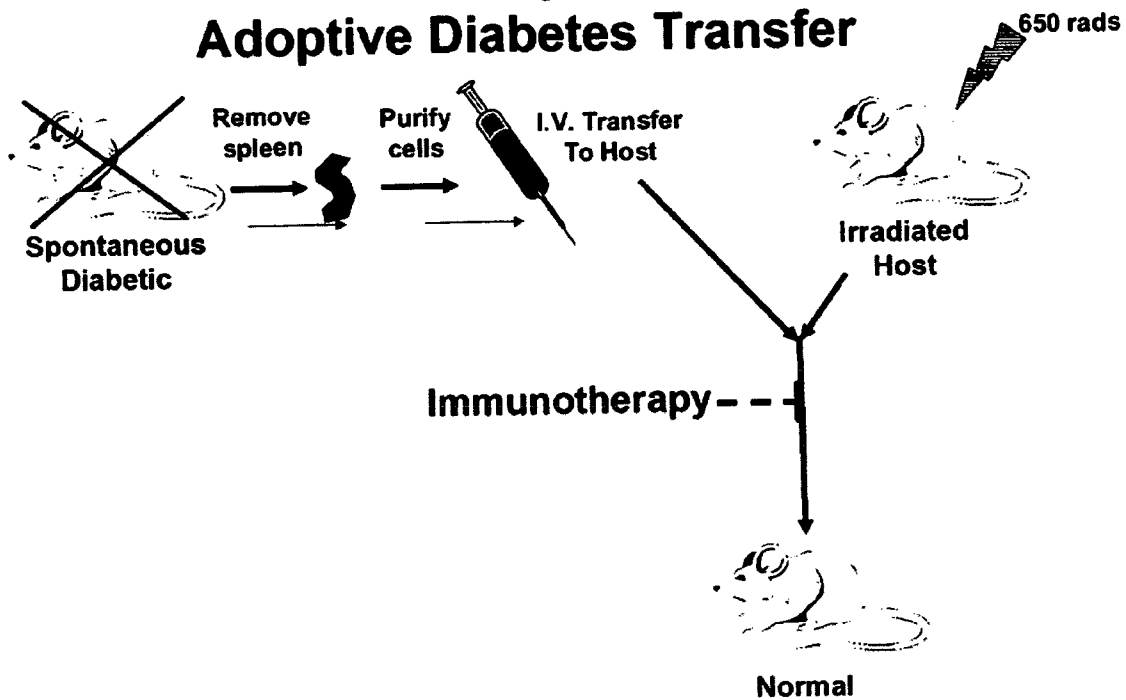 Adoptive Diabetes Transfer
650 rads
Remove
spleen
Purify
cells
I.V. Transfer
To Host
Spontaneous
Diabetic
Irradiated
Host
Immunotherapy
Normal